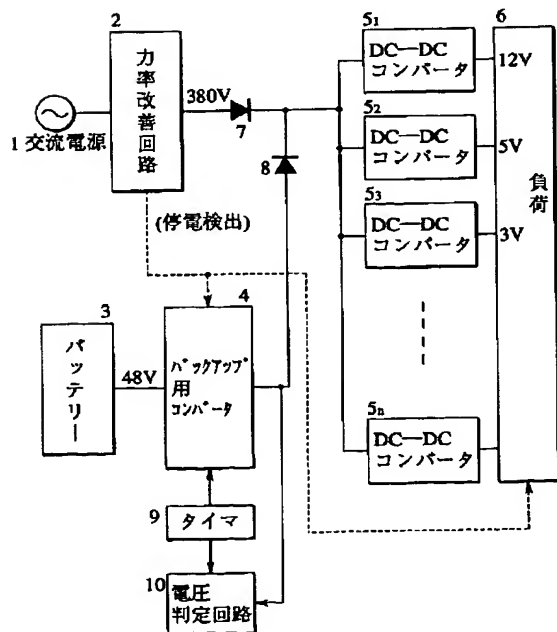 2
力率改善回路
1 交流電源
380V
7
8
(停電検出)
3
バッテリー
48V
4
バックアップ
用
コンバータ
9 タイマ
10 電圧
判定回路
5₁
DC—DC
コンバータ
5₂
DC—DC
コンバータ
5₃
DC—DC
コンバータ
5n
DC—DC
コンバータ
6
12V
5V
3V
負荷